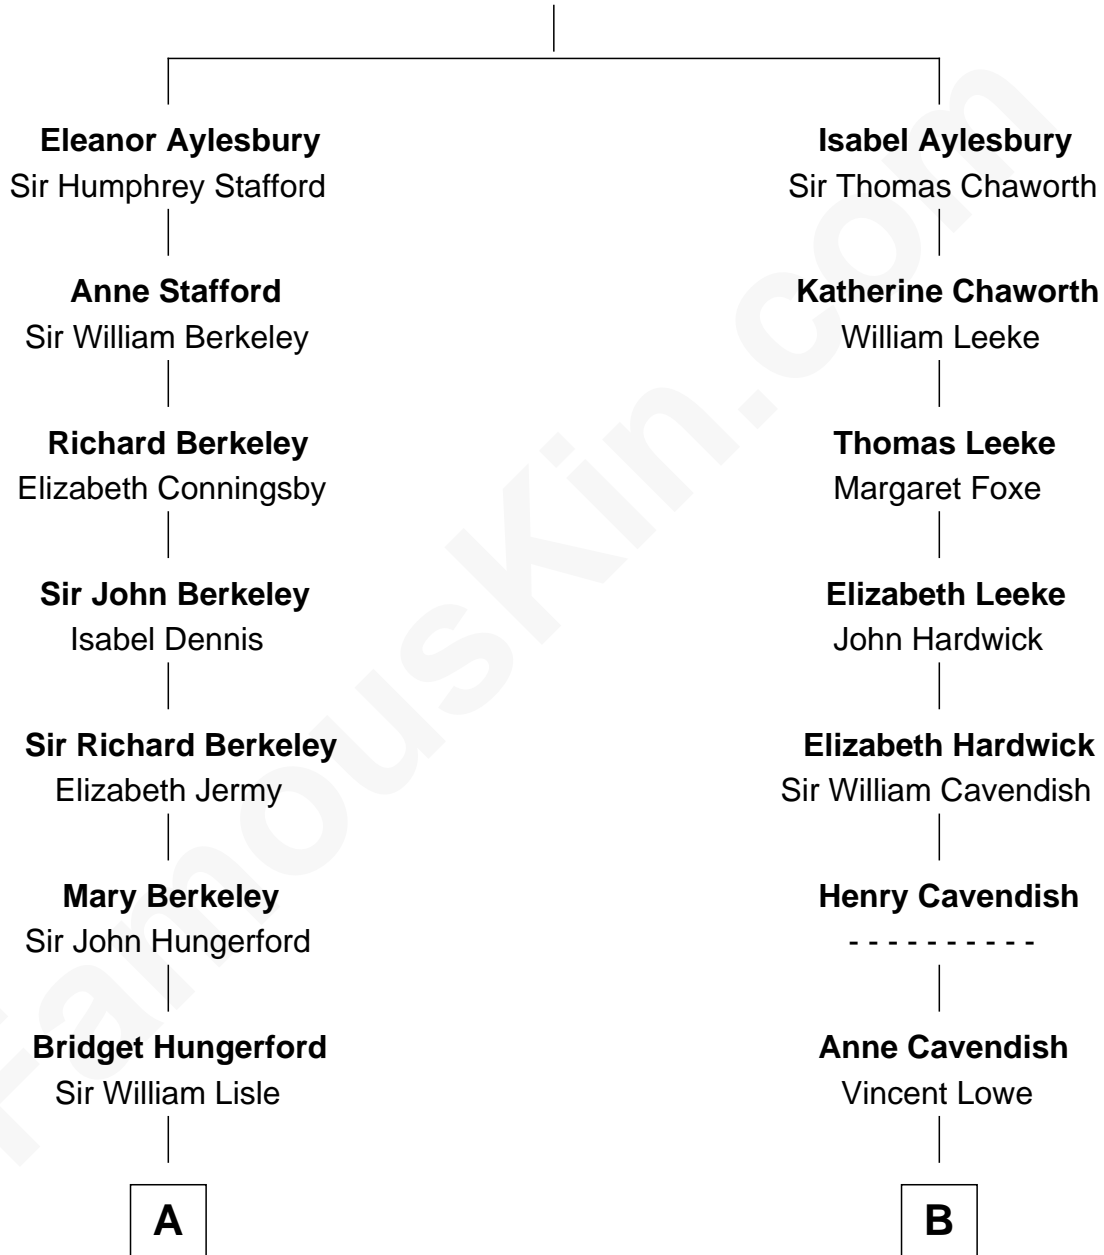 Eleanor Aylesbury
Sir Humphrey Stafford
Anne Stafford
Sir William Berkeley
Richard Berkeley
Elizabeth Conningsby
Sir John Berkeley
Isabel Dennis
Sir Richard Berkeley
Elizabeth Jermy
Mary Berkeley
Sir John Hungerford
Bridget Hungerford
Sir William Lisle
A
Isabel Aylesbury
Sir Thomas Chaworth
Katherine Chaworth
William Leeke
Thomas Leeke
Margaret Foxe
Elizabeth Leeke
John Hardwick
Elizabeth Hardwick
Sir William Cavendish
Henry Cavendish
- - - - - - - - - -
Anne Cavendish
Vincent Lowe
B
FamousKin.com